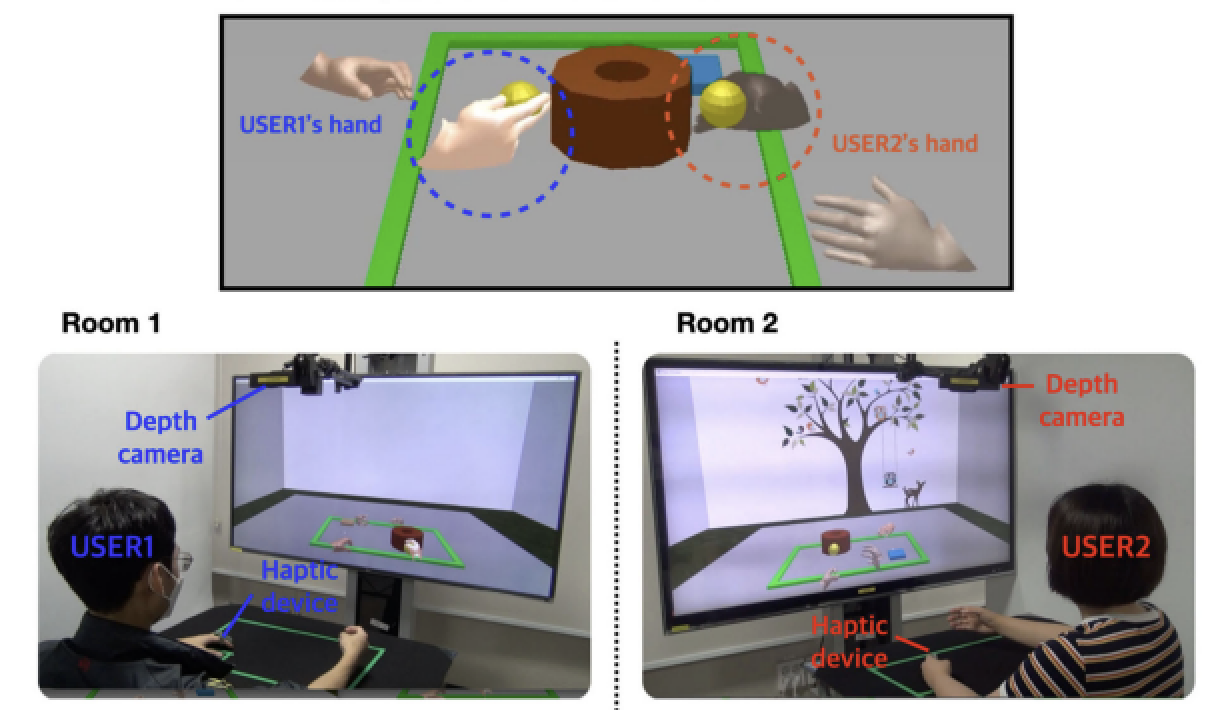 USER1's hand
USER2's hand
Room 1
Room 2
Depth
camera
USER1
Haptic
device
Depth
camera
USER2
Haptic
device